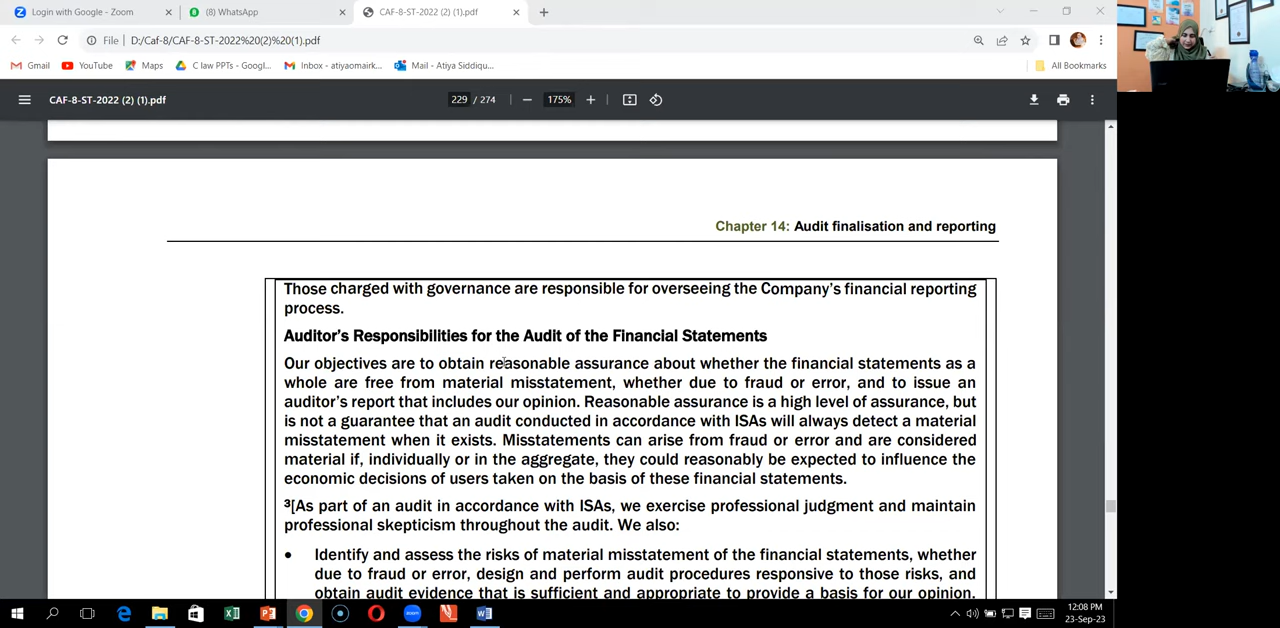 Login with Google - Zoom
(8) WhatsApp
CAF-8-ST-2022 (2) (1).pdf
File
D:/Caf-8/CAF-8-ST-2022%20(2)%20(1).pdf
Gmail
YouTube
Maps
C law PPTs - Googl...
Inbox - atiyaomairk...
Mail - Atiya Siddiqu...
All Bookmarks
CAF-8-ST-2022 (2) (1).pdf
229 / 274
175%
Chapter 14: Audit finalisation and reporting
Those charged with governance are responsible for overseeing the Company's financial reporting
process.
Auditor's Responsibilities for the Audit of the Financial Statements
Our objectives are to obtain reasonable assurance about whether the financial statements as a
whole are free from material misstatement, whether due to fraud or error, and to issue an
auditor's report that includes our opinion. Reasonable assurance is a high level of assurance, but
is not a guarantee that an audit conducted in accordance with ISAs will always detect a material
misstatement when it exists. Misstatements can arise from fraud or error and are considered
material if, individually or in the aggregate, they could reasonably be expected to influence the
economic decisions of users taken on the basis of these financial statements.
³[As part of an audit in accordance with ISAs, we exercise professional judgment and maintain
professional skepticism throughout the audit. We also:
• Identify and assess the risks of material misstatement of the financial statements, whether
due to fraud or error, design and perform audit procedures responsive to those risks, and
obtain audit evidence that is sufficient and appropriate to provide a basis for our opinion.
12:08 PM
23-Sep-23